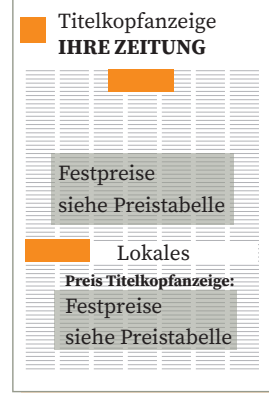 Titelkopfanzeige
IHRE ZEITUNG
Festpreise
siehe Preistabelle
Lokales
Preis Titelkopfanzeige:
Festpreise
siehe Preistabelle